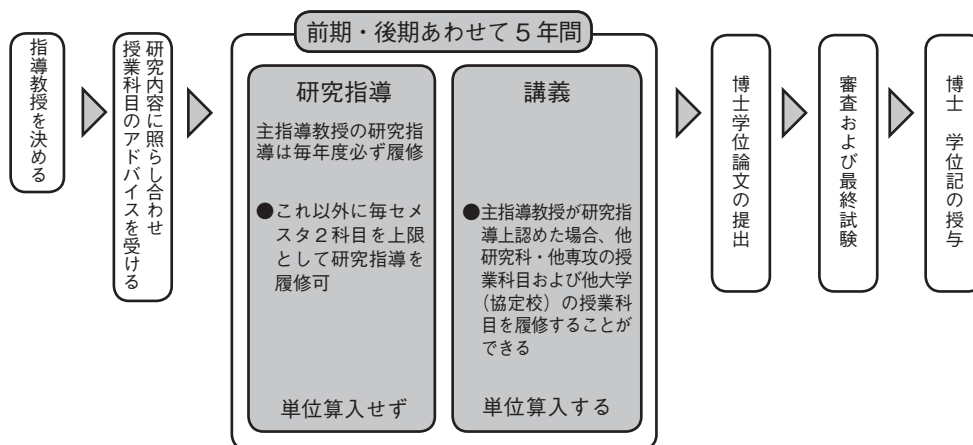 指導教授を決める
研究内容に照らし合わせ
授業科目のアドバイスを受ける
前期・後期あわせて５年間
研究指導
主指導教授の研究指
導は毎年度必ず履修
●これ以外に毎セメ
スタ２科目を上限
として研究指導を
履修可
単位算入せず
講義
●主指導教授が研究指
導上認めた場合、他
研究科・他専攻の授
業科目および他大学
（協定校）の授業科
目を履修することが
できる
単位算入する
博士学位論文の提出
審査および最終試験
博士　学位記の授与